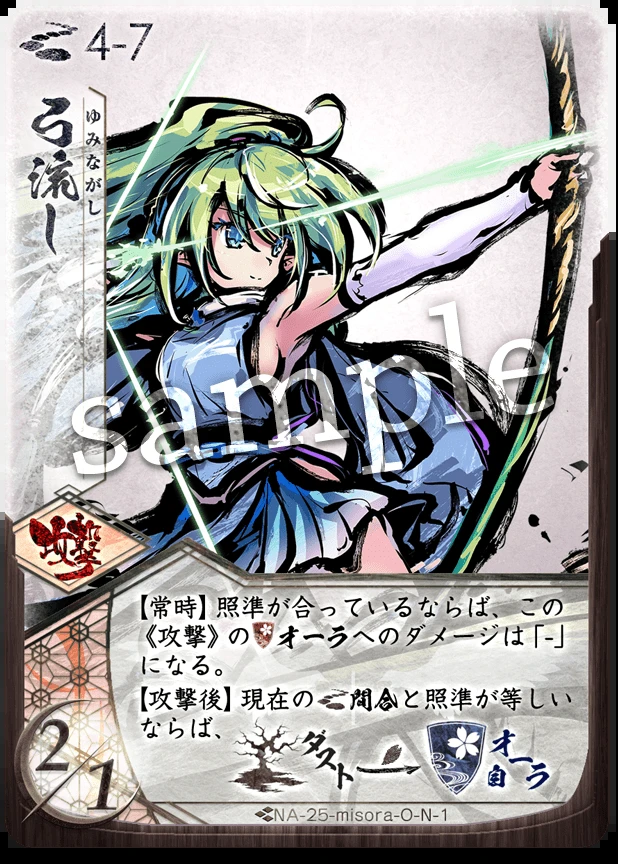 4-7
弓流し
ゆみながし
sample
攻撃
【常時】照準が合っているならば、この
《攻撃》のオーラへのダメージは「-」
になる。
【攻撃後】現在の間合と照準が等しい
ならば、
ダスト
自オーラ
2/1
NA-25-misora-O-N-1